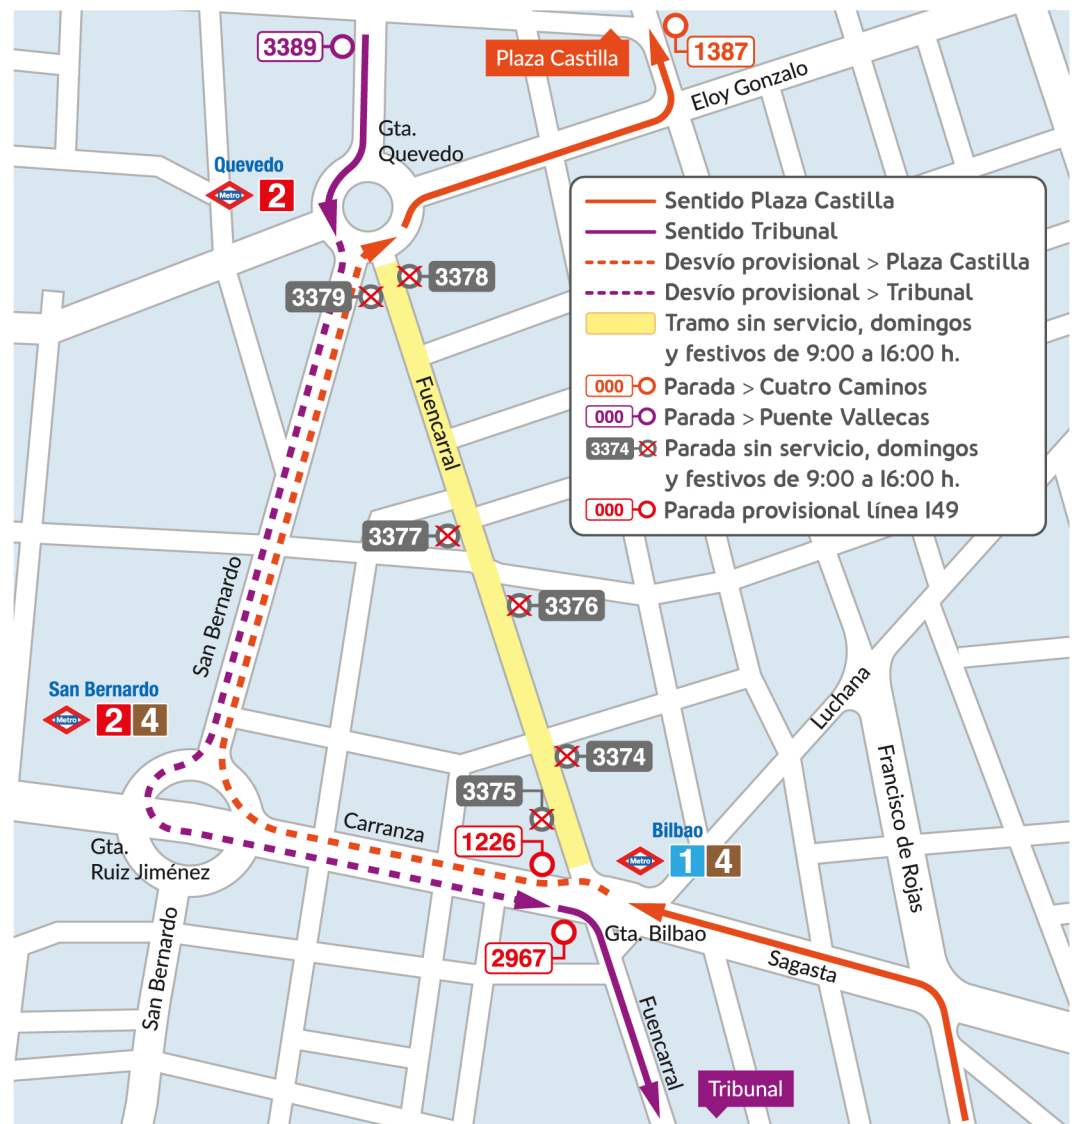 3389
Plaza Castilla
1387
Eloy Gonzalo
Gta.
Quevedo
Quevedo
Metro
2
3378
3379
Sentido Plaza Castilla
Sentido Tribunal
Desvío provisional > Plaza Castilla
Desvío provisional > Tribunal
Tramo sin servicio, domingos
y festivos de 9:00 a 16:00 h.
000
Parada > Cuatro Caminos
000
Parada > Puente Vallecas
3374
Parada sin servicio, domingos
y festivos de 9:00 a 16:00 h.
000
Parada provisional línea 149
Fuencarral
3377
3376
San Bernardo
San Bernardo
Metro
2 4
Luchana
3374
3375
Francisco de Rojas
Carranza
1226
Bilbao
Metro
1 4
Gta.
Ruiz Jiménez
San Bernardo
Gta. Bilbao
2967
Sagasta
Fuencarral
Tribunal